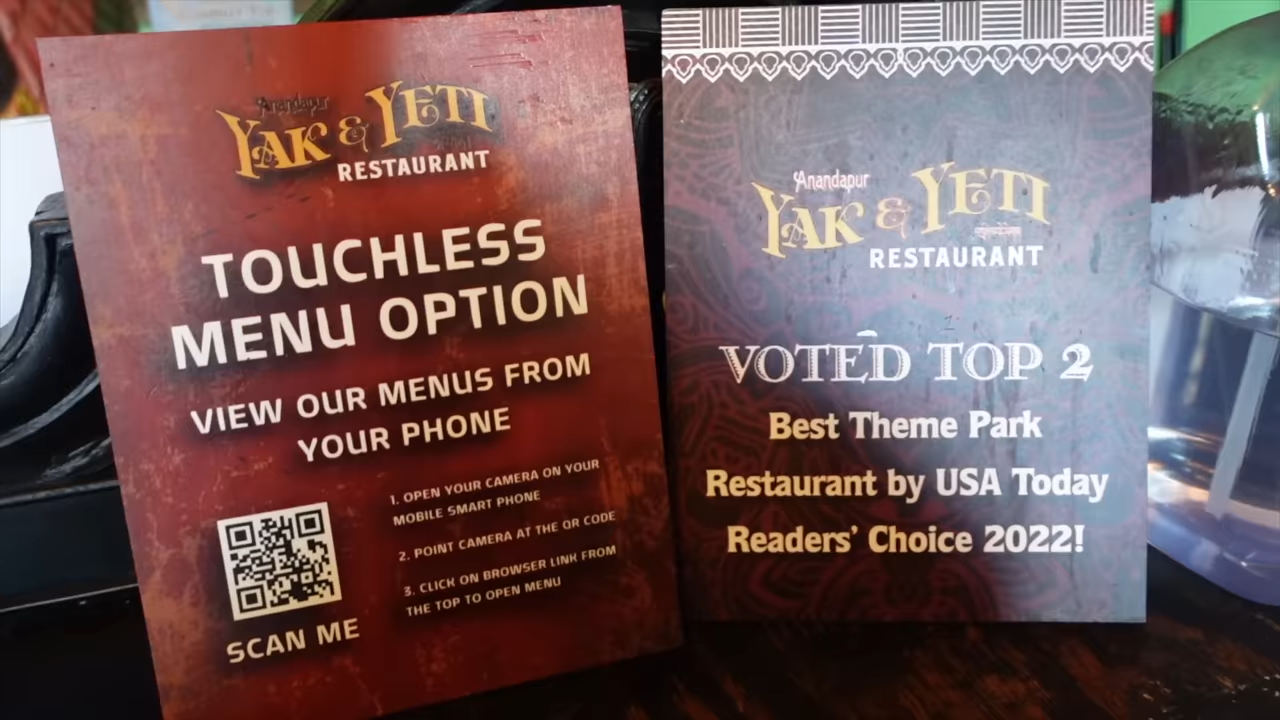 Anandapur
YAK & YETI
RESTAURANT
TOUCHLESS
MENU OPTION
VIEW OUR MENUS FROM
YOUR PHONE
1. OPEN YOUR CAMERA ON YOUR
MOBILE SMART PHONE
2. POINT CAMERA AT THE QR CODE
3. CLICK ON BROWSER LINK FROM
THE TOP TO OPEN MENU
SCAN ME
Anandapur
YAK & YETI
RESTAURANT
VOTED TOP 2
Best Theme Park
Restaurant by USA Today
Readers' Choice 2022!